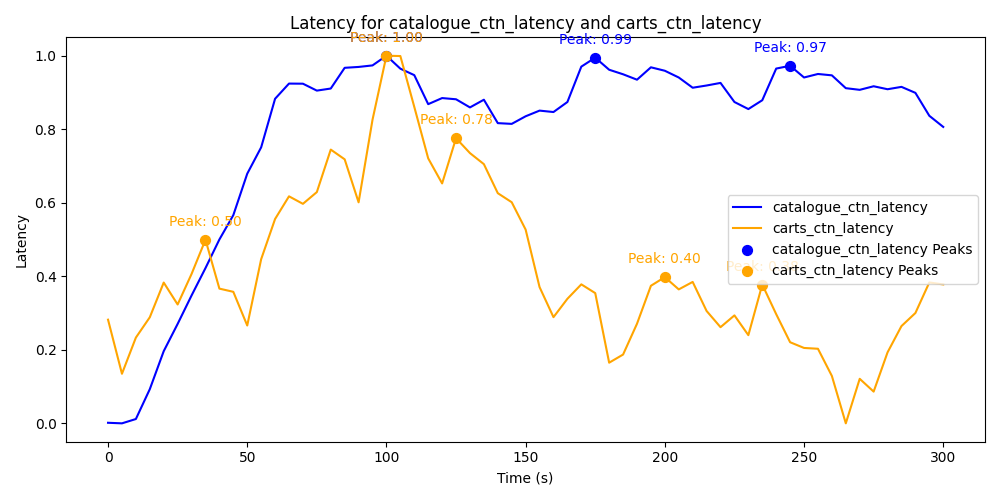 Latency for catalogue_ctn_latency and carts_ctn_latency
Peak: 1.00
Peak: 0.99
Peak: 0.97
Peak: 0.78
Peak: 0.50
Peak: 0.40
catalogue_ctn_latency
carts_ctn_latency
catalogue_ctn_latency Peaks
carts_ctn_latency Peaks
Latency
1.0
0.8
0.6
0.4
0.2
0.0
0
50
100
150
200
250
300
Time (s)